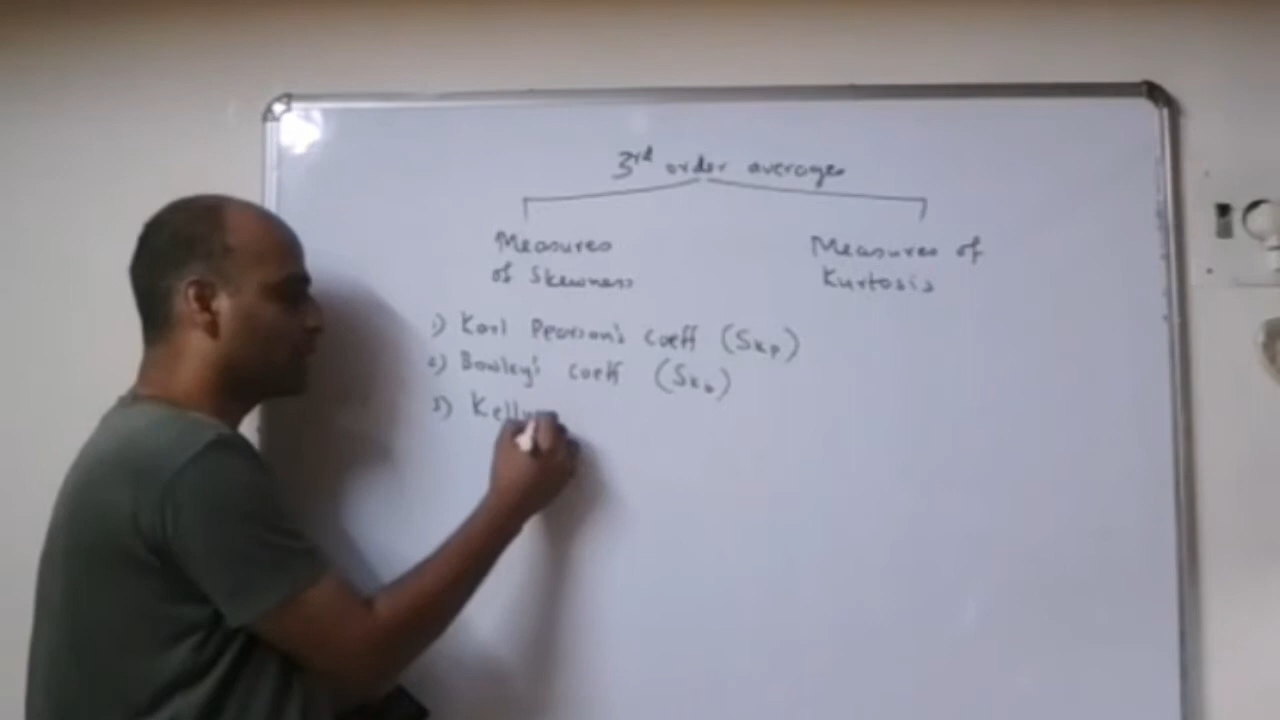 3rd order averages
Measures of Skewness
Measures of Kurtosis
1) Karl Pearson's coeff (SKP)
2) Bowley's coeff (SKb)
3) Kelly